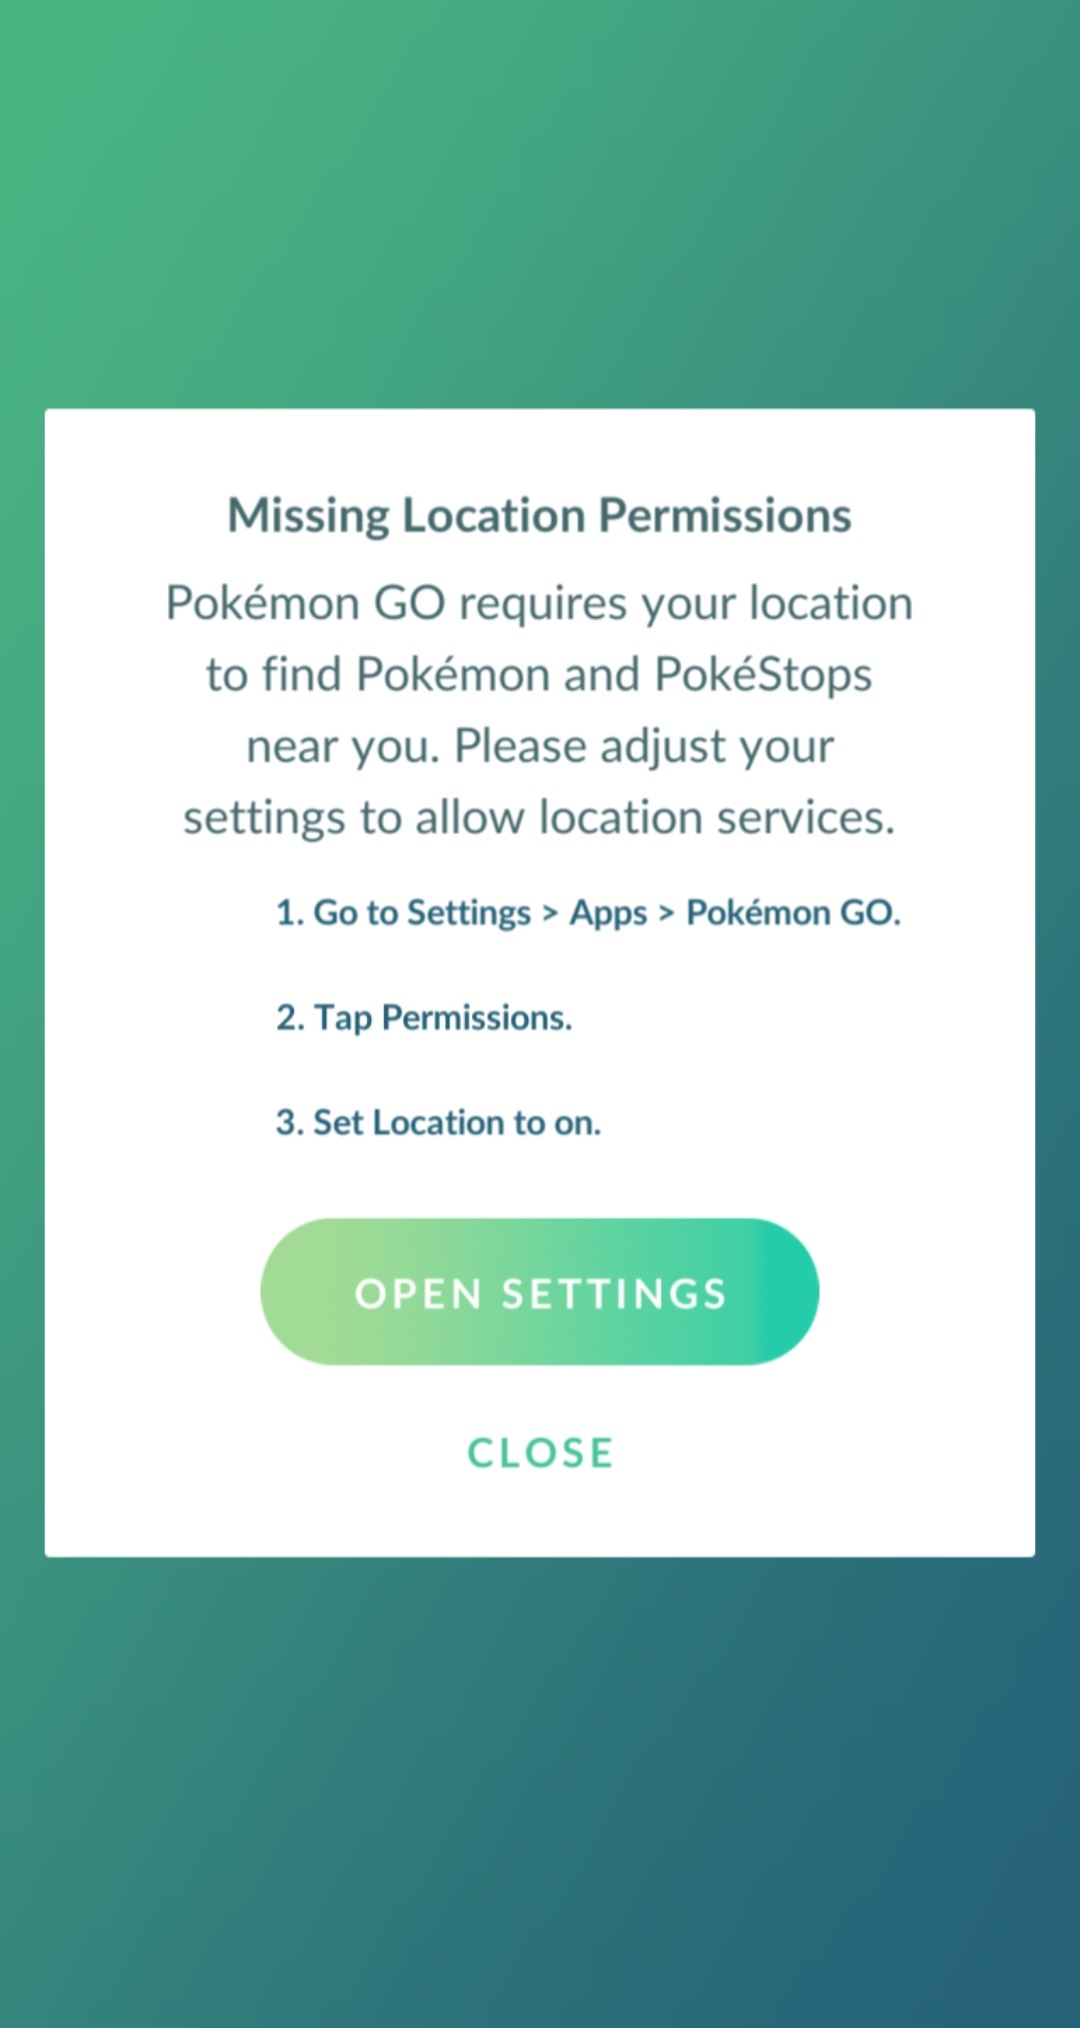 Missing Location Permissions
Pokémon GO requires your location
to find Pokémon and PokéStops
near you. Please adjust your
settings to allow location services.
1. Go to Settings > Apps > Pokémon GO.
2. Tap Permissions.
3. Set Location to on.
OPEN SETTINGS
CLOSE